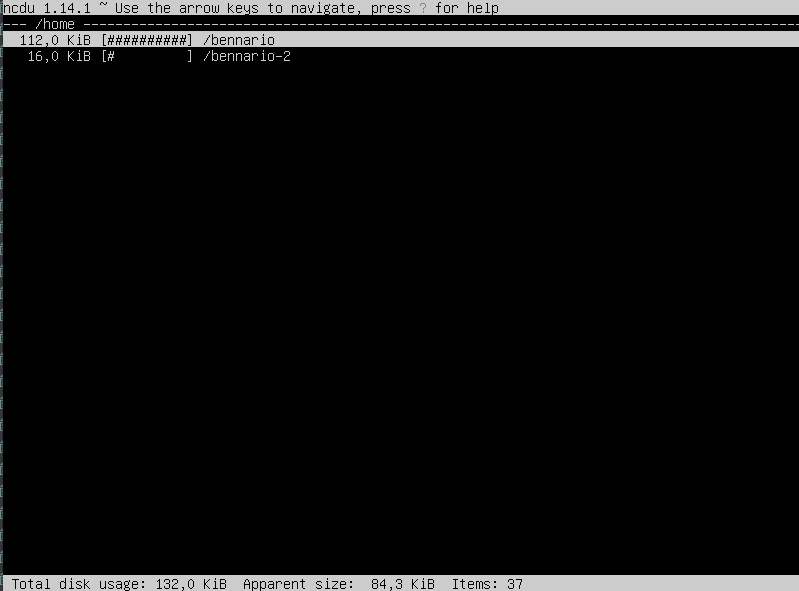 ncdu 1.14.1 ~ Use the arrow keys to navigate, press ? for help
--- /home ------------------------------------------------------------------------------------------
  112,0 KiB [##########] /bennario
   16,0 KiB [#         ] /bennario-2
 Total disk usage: 132,0 KiB  Apparent size:  84,3 KiB  Items: 37